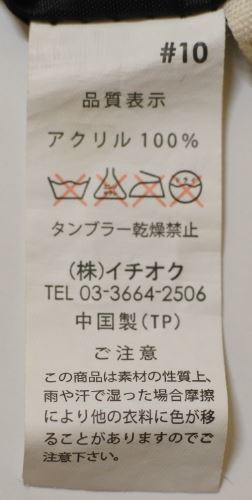 #10
品質表示
アクリル 100%
タンブラー乾燥禁止
(株)イチオク
TEL 03-3664-2506
中国製(TP)
ご注意
この商品は素材の性質上、
雨や汗で湿った場合摩擦
により他の衣料に色が移
ることがありますのでご
注意下さい。